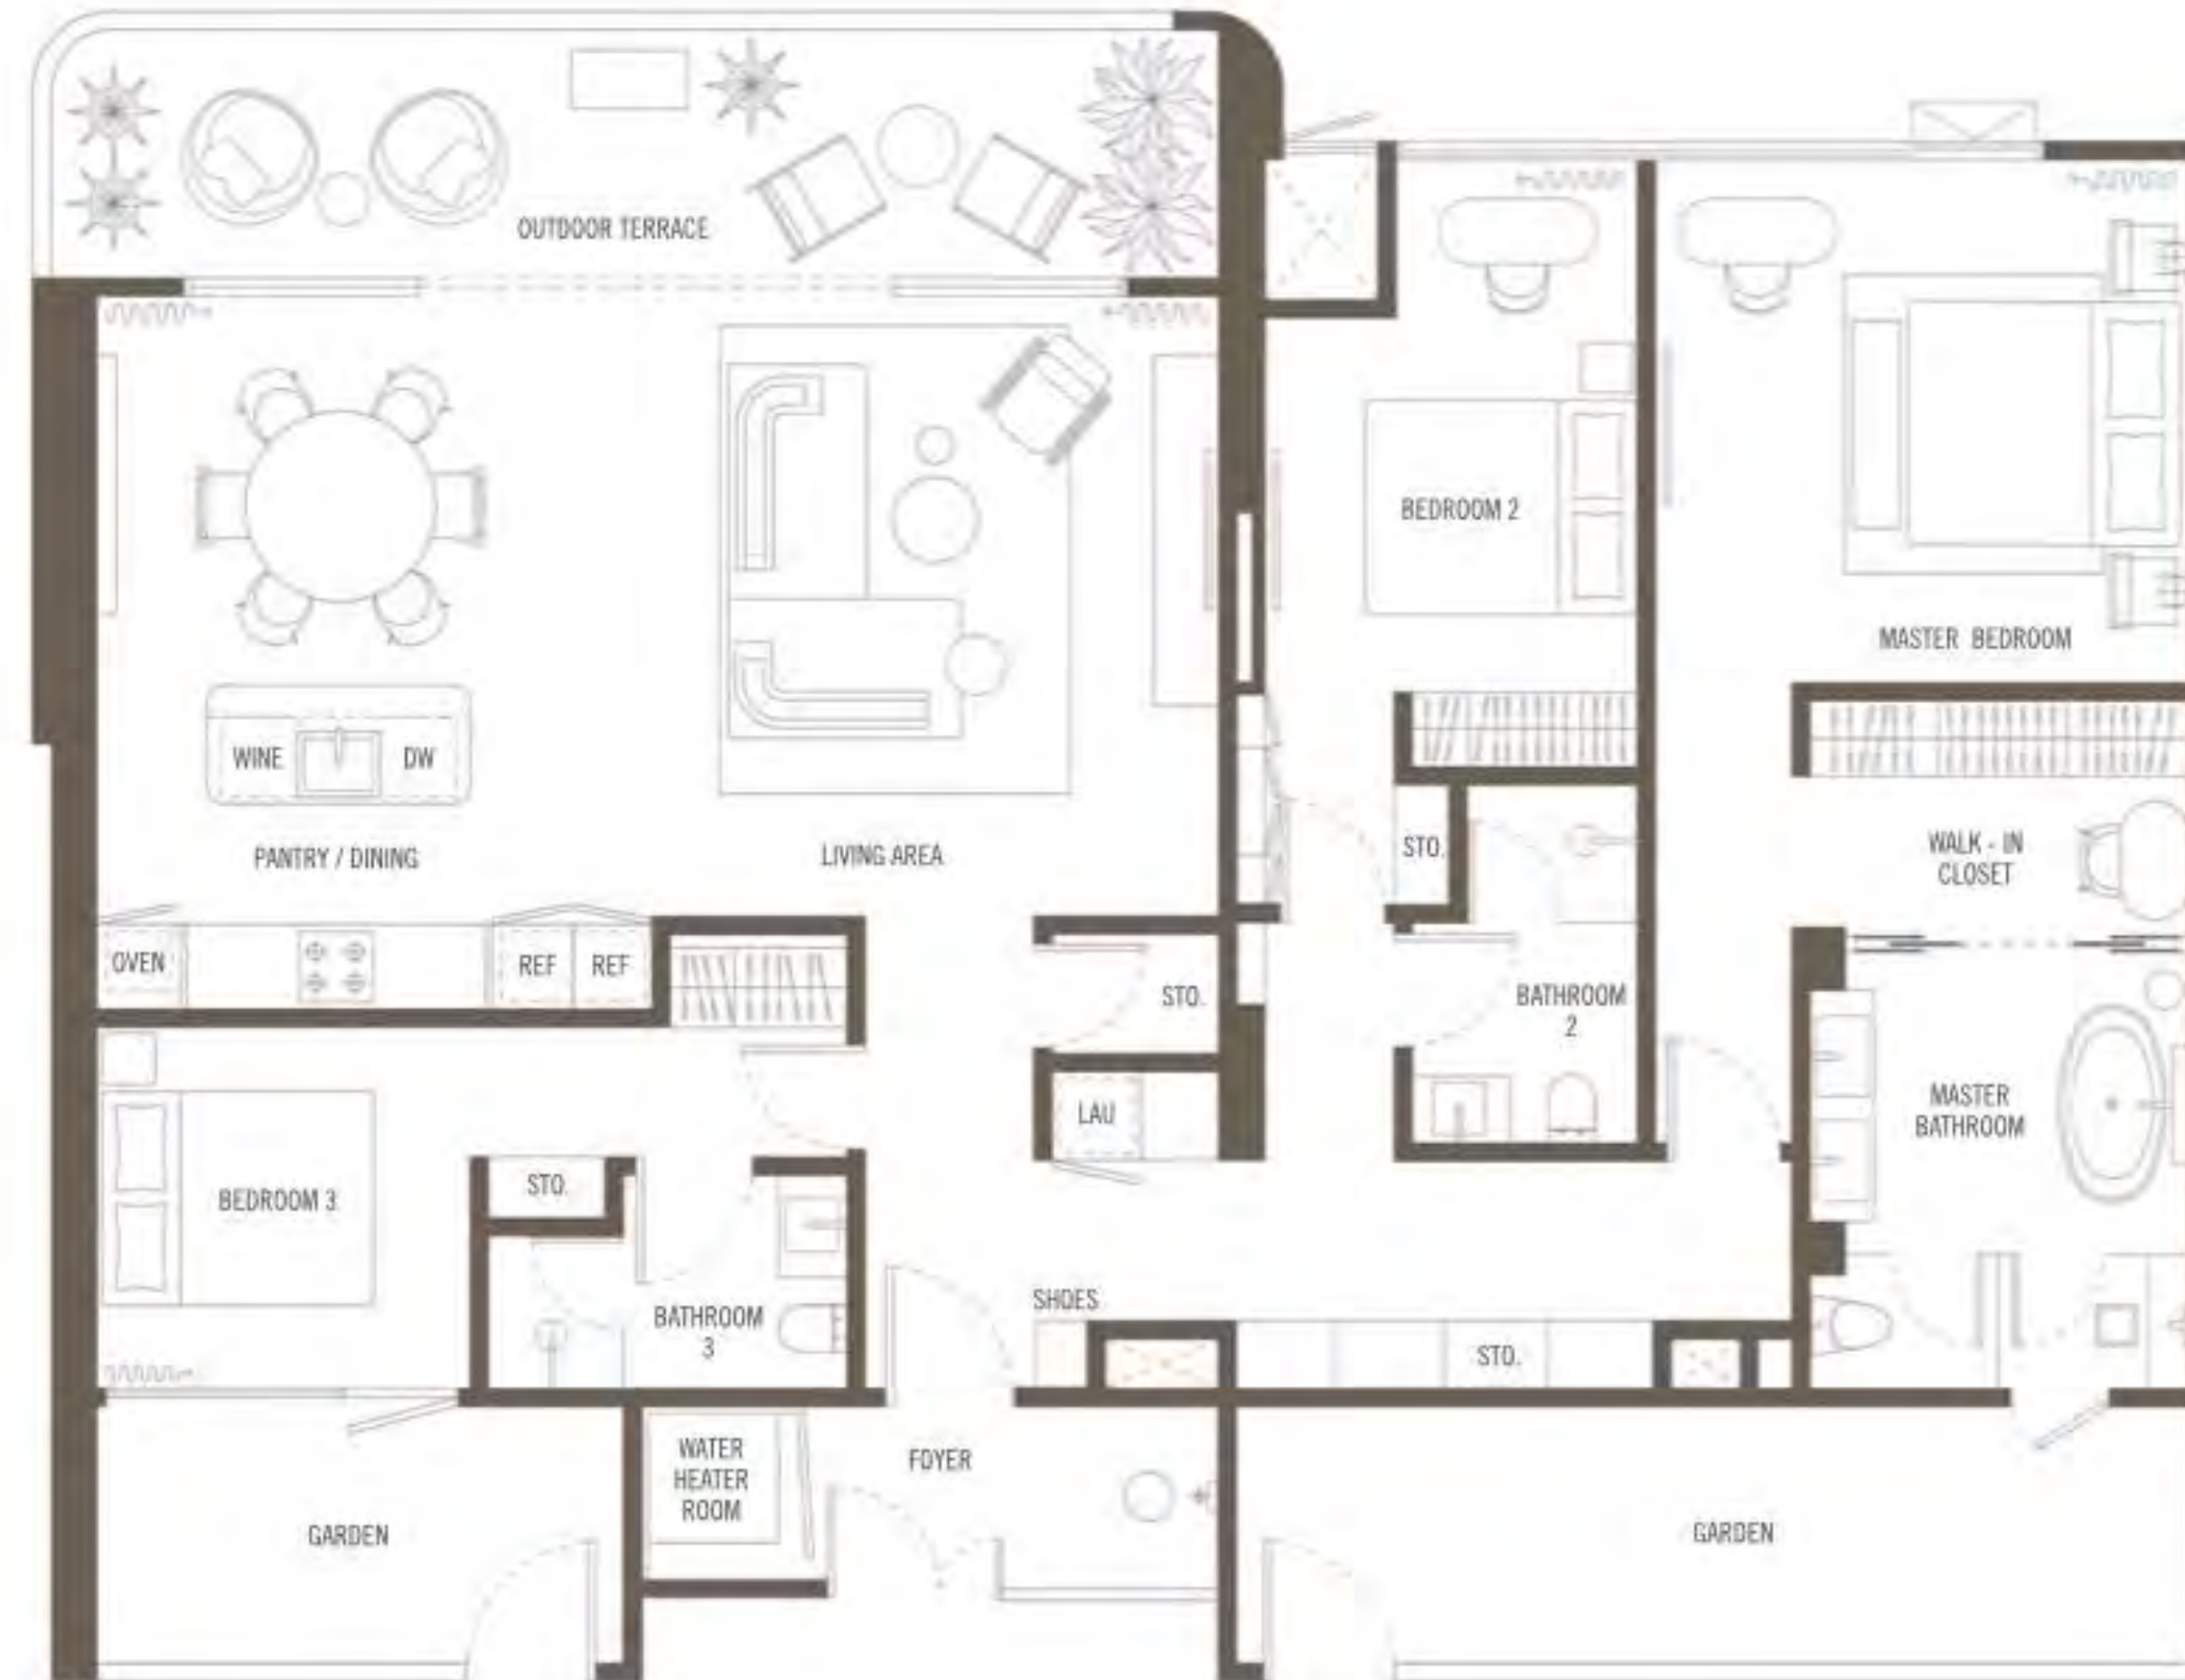 OUTDOOR TERRACE
BEDROOM 2
MASTER BEDROOM
WINE
DW
PANTRY / DINING
LIVING AREA
STO.
WALK - IN
CLOSET
OVEN
REF
REF
STO.
BATHROOM
2
LAU
MASTER
BATHROOM
BEDROOM 3
STO.
BATHROOM
3
SHOES
STO.
WATER
HEATER
ROOM
FOYER
GARDEN
GARDEN